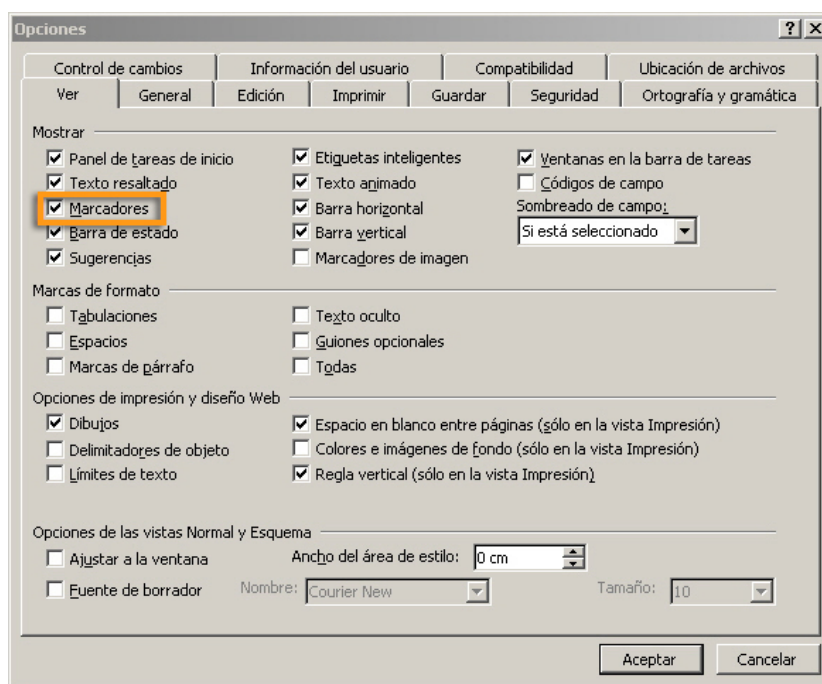 Opciones
Control de cambios Información del usuario Compatibilidad Ubicación de archivos
Ver General Edición Imprimir Guardar Seguridad Ortografía y gramática
Mostrar
Panel de tareas de inicio Etiquetas inteligentes Ventanas en la barra de tareas
Texto resaltado Texto animado Códigos de campo
Marcadores Barra horizontal Sombreado de campo:
Barra de estado Barra vertical Si está seleccionado
Sugerencias Marcadores de imagen
Marcas de formato
Tabulaciones Texto oculto
Espacios Guiones opcionales
Marcas de párrafo Todas
Opciones de impresión y diseño Web
Dibujos Espacio en blanco entre páginas (sólo en la vista Impresión)
Delimitadores de objeto Colores e imágenes de fondo (sólo en la vista Impresión)
Límites de texto Regla vertical (sólo en la vista Impresión)
Opciones de las vistas Normal y Esquema
Ajustar a la ventana Ancho del área de estilo: 0 cm
Fuente de borrador Nombre: Courier New Tamaño: 10
Aceptar Cancelar